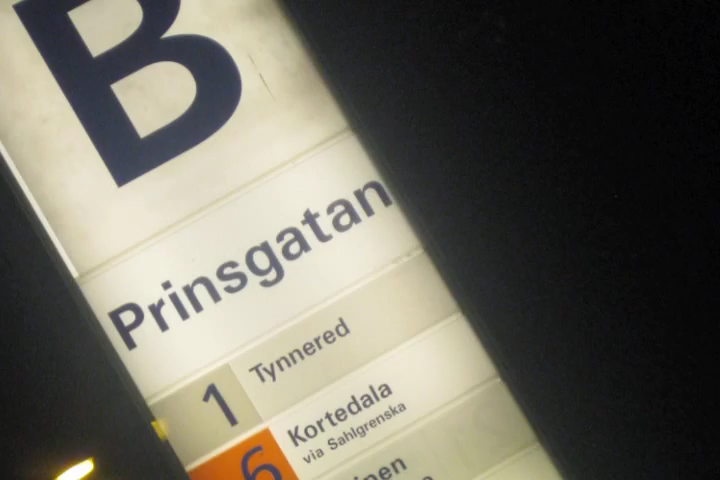 B
Prinsgatan
1 Tynnered
6 Kortedala
via Sahlgrenska